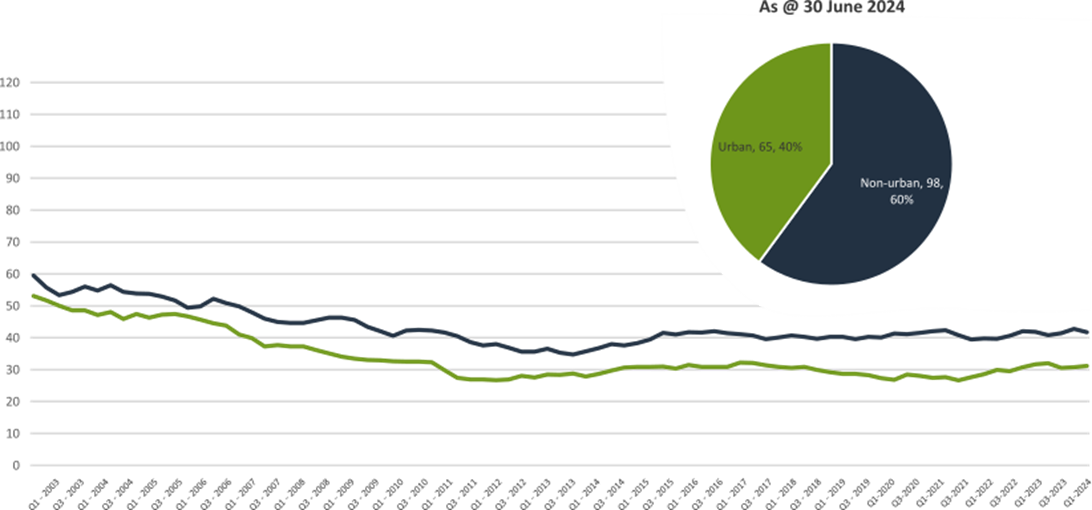 As @ 30 June 2024
Urban, 65, 40%
Non-urban, 98,
60%
120
110
100
90
80
70
60
50
40
30
20
10
0
Q1 - 2003
Q3 - 2003
Q1 - 2004
Q3 - 2004
Q1 - 2005
Q3 - 2005
Q1 - 2006
Q3 - 2006
Q1 - 2007
Q3 - 2007
Q1 - 2008
Q3 - 2008
Q1 - 2009
Q3 - 2009
Q1 - 2010
Q3 - 2010
Q1 - 2011
Q3 - 2011
Q1 - 2012
Q3 - 2012
Q1 - 2013
Q3 - 2013
Q1 - 2014
Q3 - 2014
Q1 - 2015
Q3 - 2015
Q1 - 2016
Q3 - 2016
Q1 - 2017
Q3 - 2017
Q1 - 2018
Q3 - 2018
Q1 - 2019
Q3 - 2019
Q1 - 2020
Q3-2020
Q1 - 2021
Q3-2021
Q1 - 2022
Q3 - 2022
Q1 - 2023
Q3 - 2023
Q1-2024